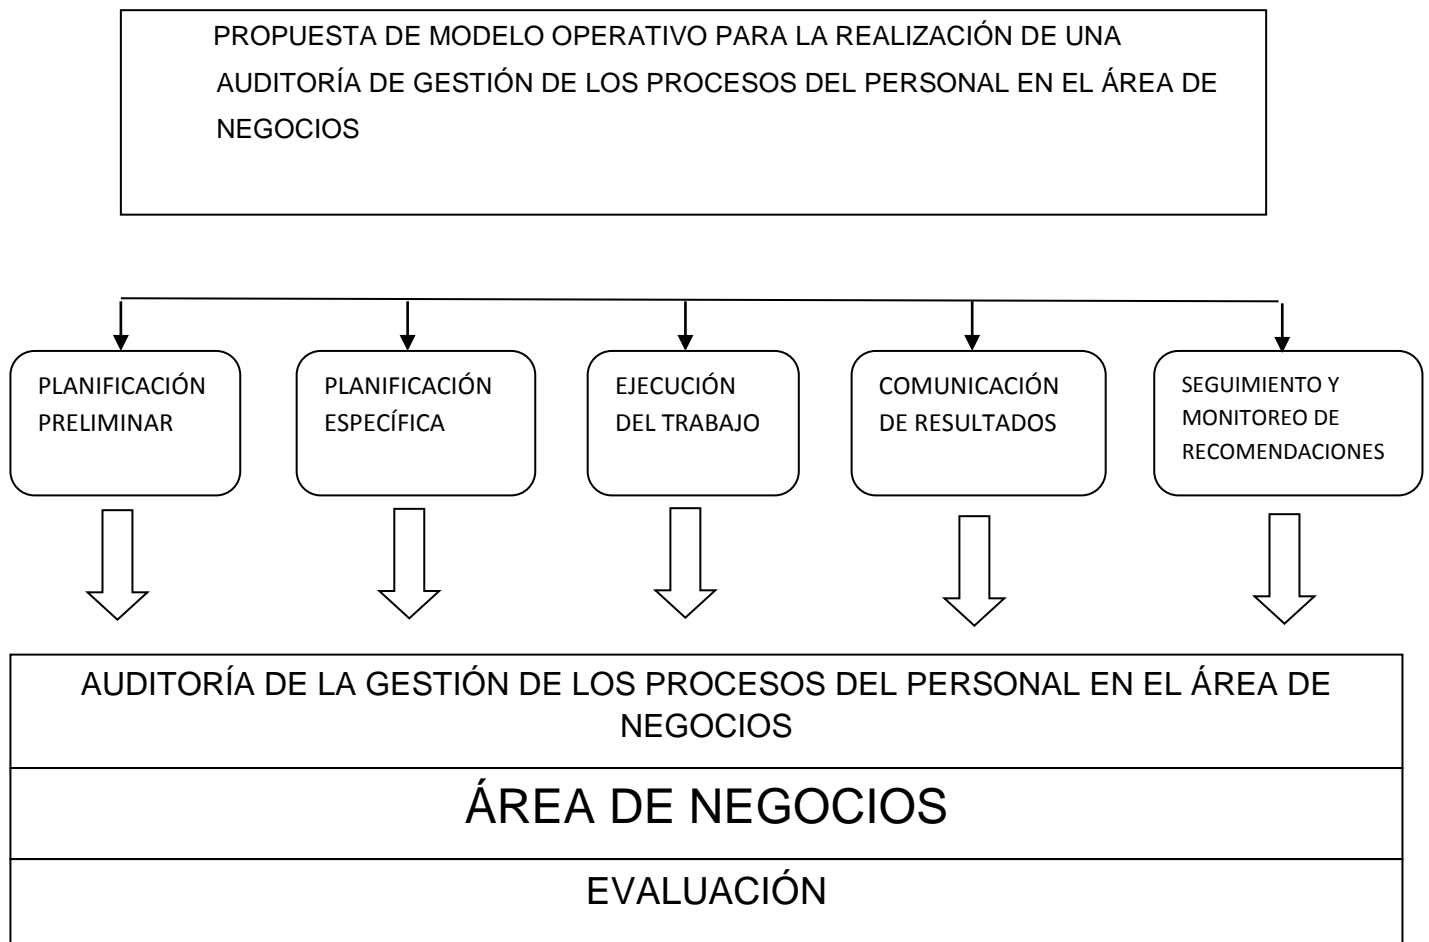 PROPUESTA DE MODELO OPERATIVO PARA LA REALIZACIÓN DE UNA
AUDITORÍA DE GESTIÓN DE LOS PROCESOS DEL PERSONAL EN EL ÁREA DE
NEGOCIOS
PLANIFICACIÓN
PRELIMINAR
PLANIFICACIÓN
ESPECÍFICA
EJECUCIÓN
DEL TRABAJO
COMUNICACIÓN
DE RESULTADOS
SEGUIMIENTO Y
MONITOREO DE
RECOMENDACIONES
AUDITORÍA DE LA GESTIÓN DE LOS PROCESOS DEL PERSONAL EN EL ÁREA DE
NEGOCIOS
ÁREA DE NEGOCIOS
EVALUACIÓN